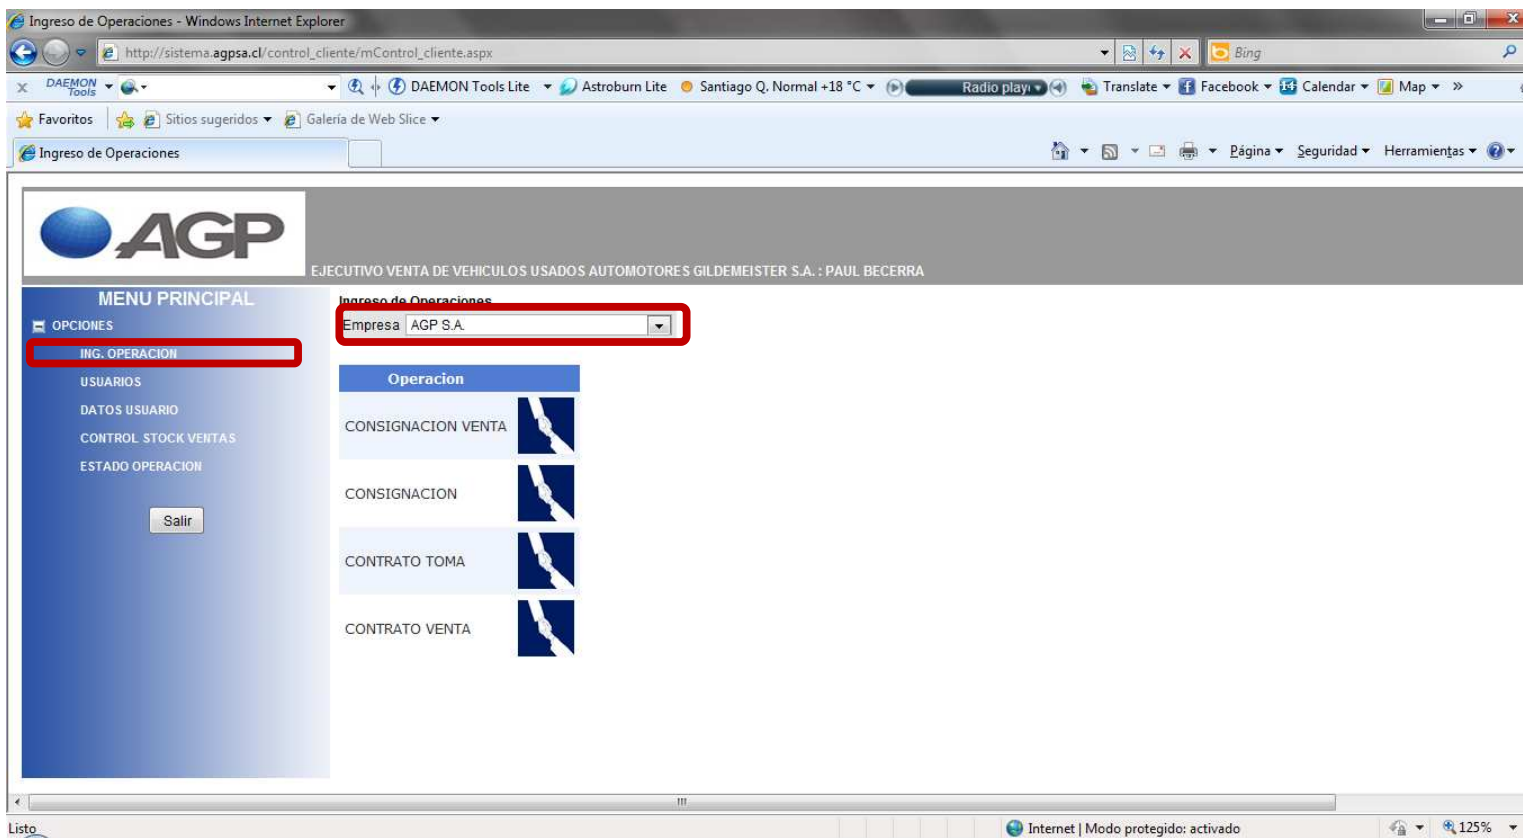 Ingreso de Operaciones - Windows Internet Explorer
http://sistema.agpsa.cl/control_cliente/mControl_cliente.aspx
Bing
x DAEMON Tools DAEMON Tools Lite Astroburn Lite Santiago Q. Normal +18 °C Radio play Translate Facebook 14 Calendar Map »
Favoritos Sitios sugeridos Galería de Web Slice
Ingreso de Operaciones Página Seguridad Herramientas
AGP
EJECUTIVO VENTA DE VEHICULOS USADOS AUTOMOTORES GILDEMEISTER S.A. : PAUL BECERRA
MENU PRINCIPAL
OPCIONES
ING. OPERACION
USUARIOS
DATOS USUARIO
CONTROL STOCK VENTAS
ESTADO OPERACION
Salir
Ingreso de Operaciones
Empresa AGP S.A.
Operacion
CONSIGNACION VENTA
CONSIGNACION
CONTRATO TOMA
CONTRATO VENTA
Listo Internet | Modo protegido: activado 125%